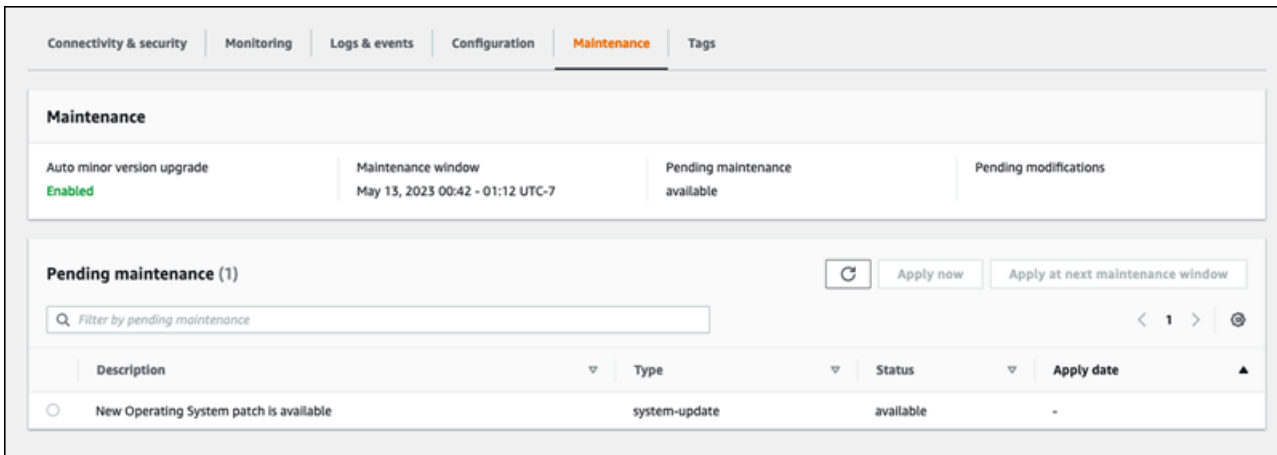 Connectivity & security Monitoring Logs & events Configuration Maintenance Tags
Maintenance
Auto minor version upgrade Maintenance window Pending maintenance Pending modifications
Enabled May 13, 2023 00:42 - 01:12 UTC-7 available
Pending maintenance (1) Apply now Apply at next maintenance window
Filter by pending maintenance 1
Description Type Status Apply date
New Operating System patch is available system-update available -